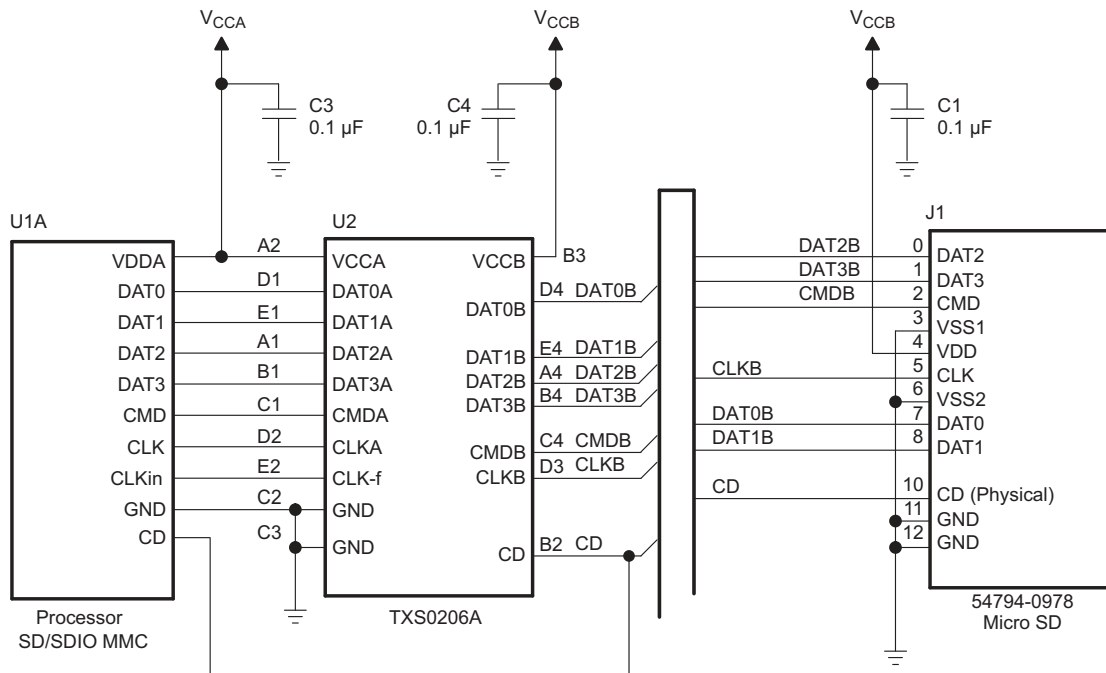 VCCA
VCCB
VCCB
C3
0.1 µF
C4
0.1 µF
C1
0.1 µF
U1A
U2
J1
VDDA
DAT0
DAT1
DAT2
DAT3
CMD
CLK
CLKin
GND
CD
A2
D1
E1
A1
B1
C1
D2
E2
C2
C3
VCCA
DAT0A
DAT1A
DAT2A
DAT3A
CMDA
CLKA
CLK-f
GND
GND
VCCB
DAT0B
DAT1B
DAT2B
DAT3B
CMDB
CLKB
CD
B3
D4 DAT0B
E4 DAT1B
A4 DAT2B
B4 DAT3B
C4 CMDB
D3 CLKB
B2 CD
DAT2B
DAT3B
CMDB
CLKB
DAT0B
DAT1B
CD
0
1
2
3
4
5
6
7
8
10
11
12
DAT2
DAT3
CMD
VSS1
VDD
CLK
VSS2
DAT0
DAT1
CD (Physical)
GND
GND
Processor
SD/SDIO MMC
TXS0206A
54794-0978
Micro SD